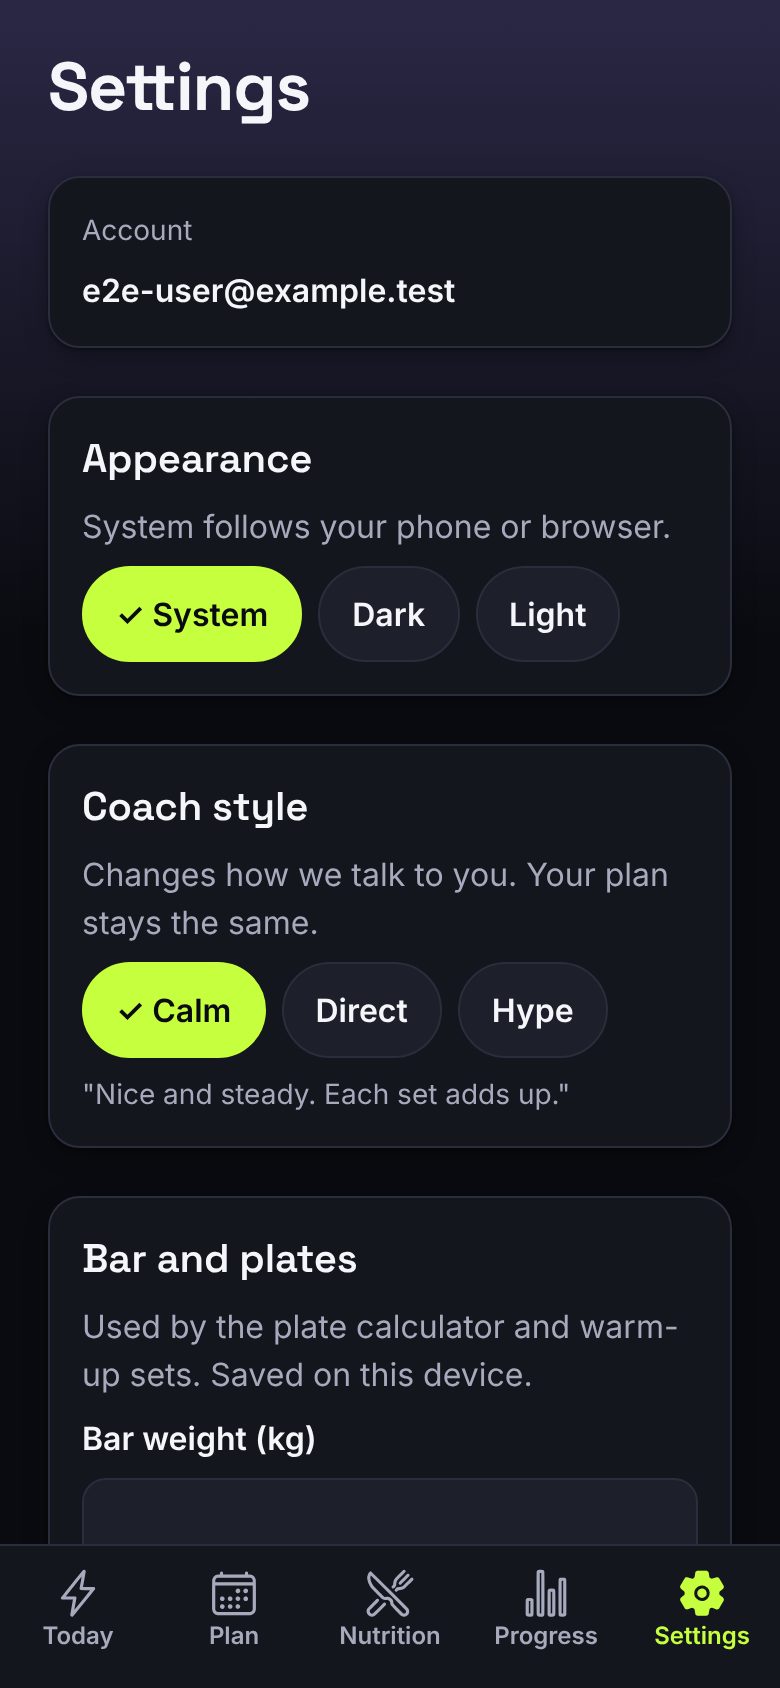 Settings
Account
e2e-user@example.test
Appearance
System follows your phone or browser.
✓ System
Dark
Light
Coach style
Changes how we talk to you. Your plan
stays the same.
✓ Calm
Direct
Hype
"Nice and steady. Each set adds up."
Bar and plates
Used by the plate calculator and warm-
up sets. Saved on this device.
Bar weight (kg)
Today
Plan
Nutrition
Progress
Settings